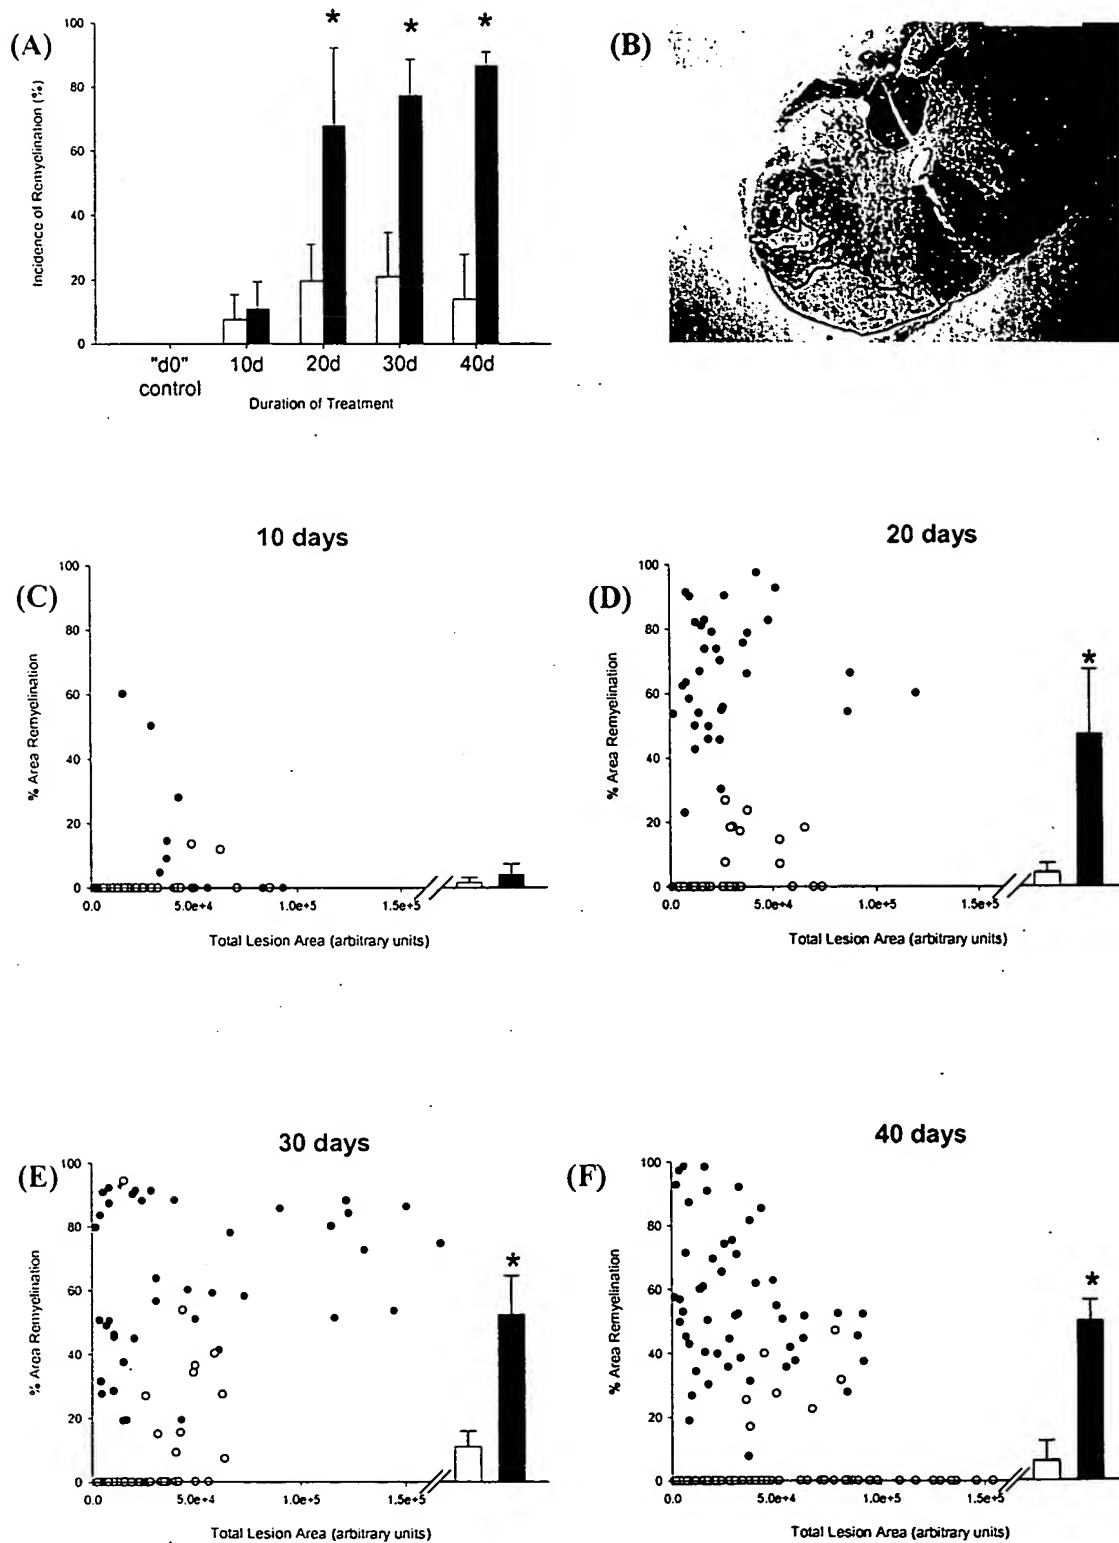 (A)
Incidence of Remyelination (%)
100
80
60
40
20
0
* * *
"d0" control
10d 20d 30d 40d
Duration of Treatment
(B)
10 days
(C)
% Area Remyelination
100
80
60
40
20
0
0.0 5.0e+4 1.0e+5 1.5e+5
Total Lesion Area (arbitrary units)
20 days
(D)
% Area Remyelination
100
80
60
40
20
0
*
0.0 5.0e+4 1.0e+5 1.5e+5
Total Lesion Area (arbitrary units)
30 days
(E)
% Area Remyelination
100
80
60
40
20
0
*
0.0 5.0e+4 1.0e+5 1.5e+5
Total Lesion Area (arbitrary units)
40 days
(F)
% Area Remyelination
100
80
60
40
20
0
*
0.0 5.0e+4 1.0e+5 1.5e+5
Total Lesion Area (arbitrary units)